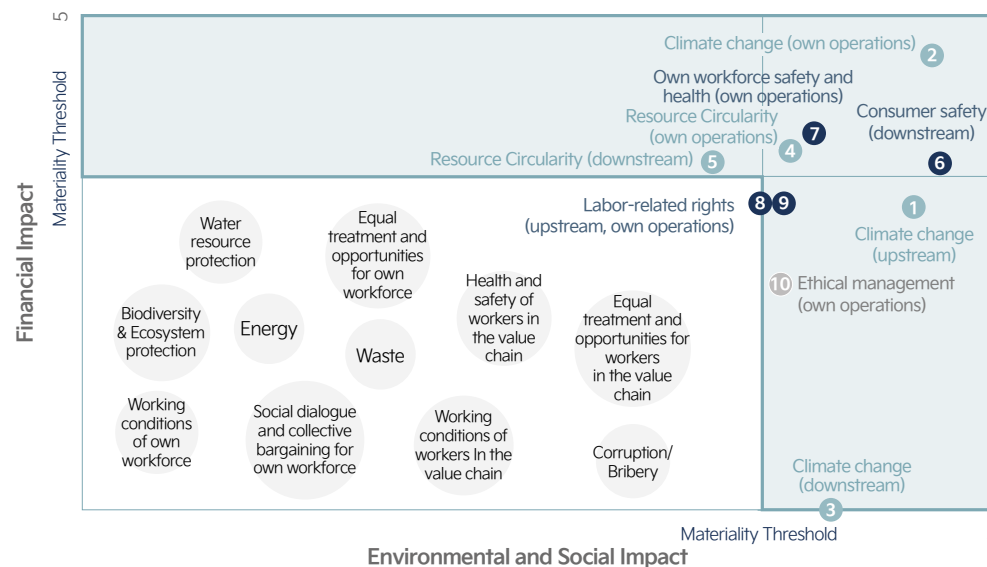 5
Materiality Threshold
Financial Impact
Climate change (own operations)
2
Own workforce safety and
health (own operations)
7
Consumer safety
(downstream)
6
Resource Circularity
(own operations)
4
Resource Circularity (downstream)
5
Labor-related rights
(upstream, own operations)
8
9
1
Climate change
(upstream)
10
Ethical management
(own operations)
Climate change
(downstream)
3
Water
resource
protection
Equal
treatment and
opportunities
for own
workforce
Health and
safety of
workers in
the value
chain
Equal
treatment and
opportunities for
workers
in the value
chain
Biodiversity
& Ecosystem
protection
Energy
Waste
Working
conditions
of own
workforce
Social dialogue
and collective
bargaining for
own workforce
Working
conditions of
workers In the
value chain
Corruption/
Bribery
Materiality Threshold
Environmental and Social Impact